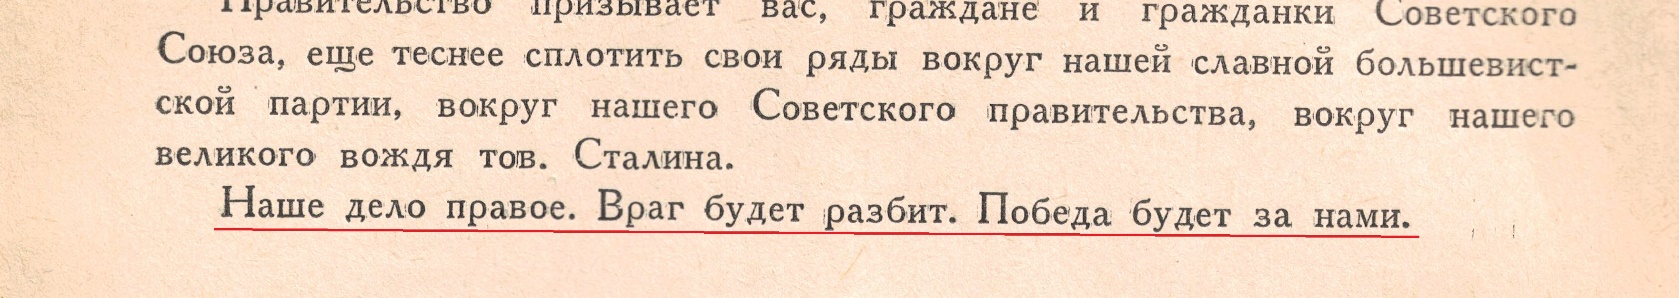 Правительство призывает вас, граждане и гражданки Советского
Союза, еще теснее сплотить свои ряды вокруг нашей славной большевист-
ской партии, вокруг нашего Советского правительства, вокруг нашего
великого вождя тов. Сталина.
Наше дело правое. Враг будет разбит. Победа будет за нами.